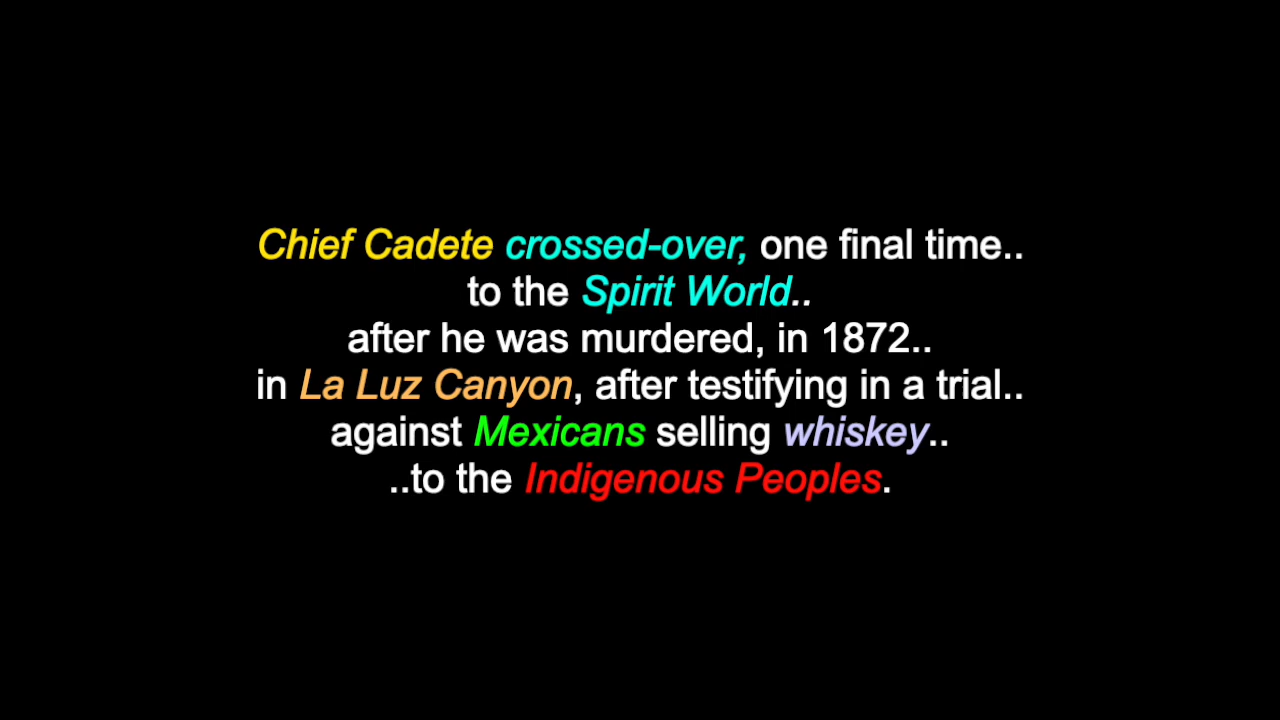 Chief Cadete crossed-over, one final time..
to the Spirit World..
after he was murdered, in 1872..
in La Luz Canyon, after testifying in a trial..
against Mexicans selling whiskey..
..to the Indigenous Peoples.